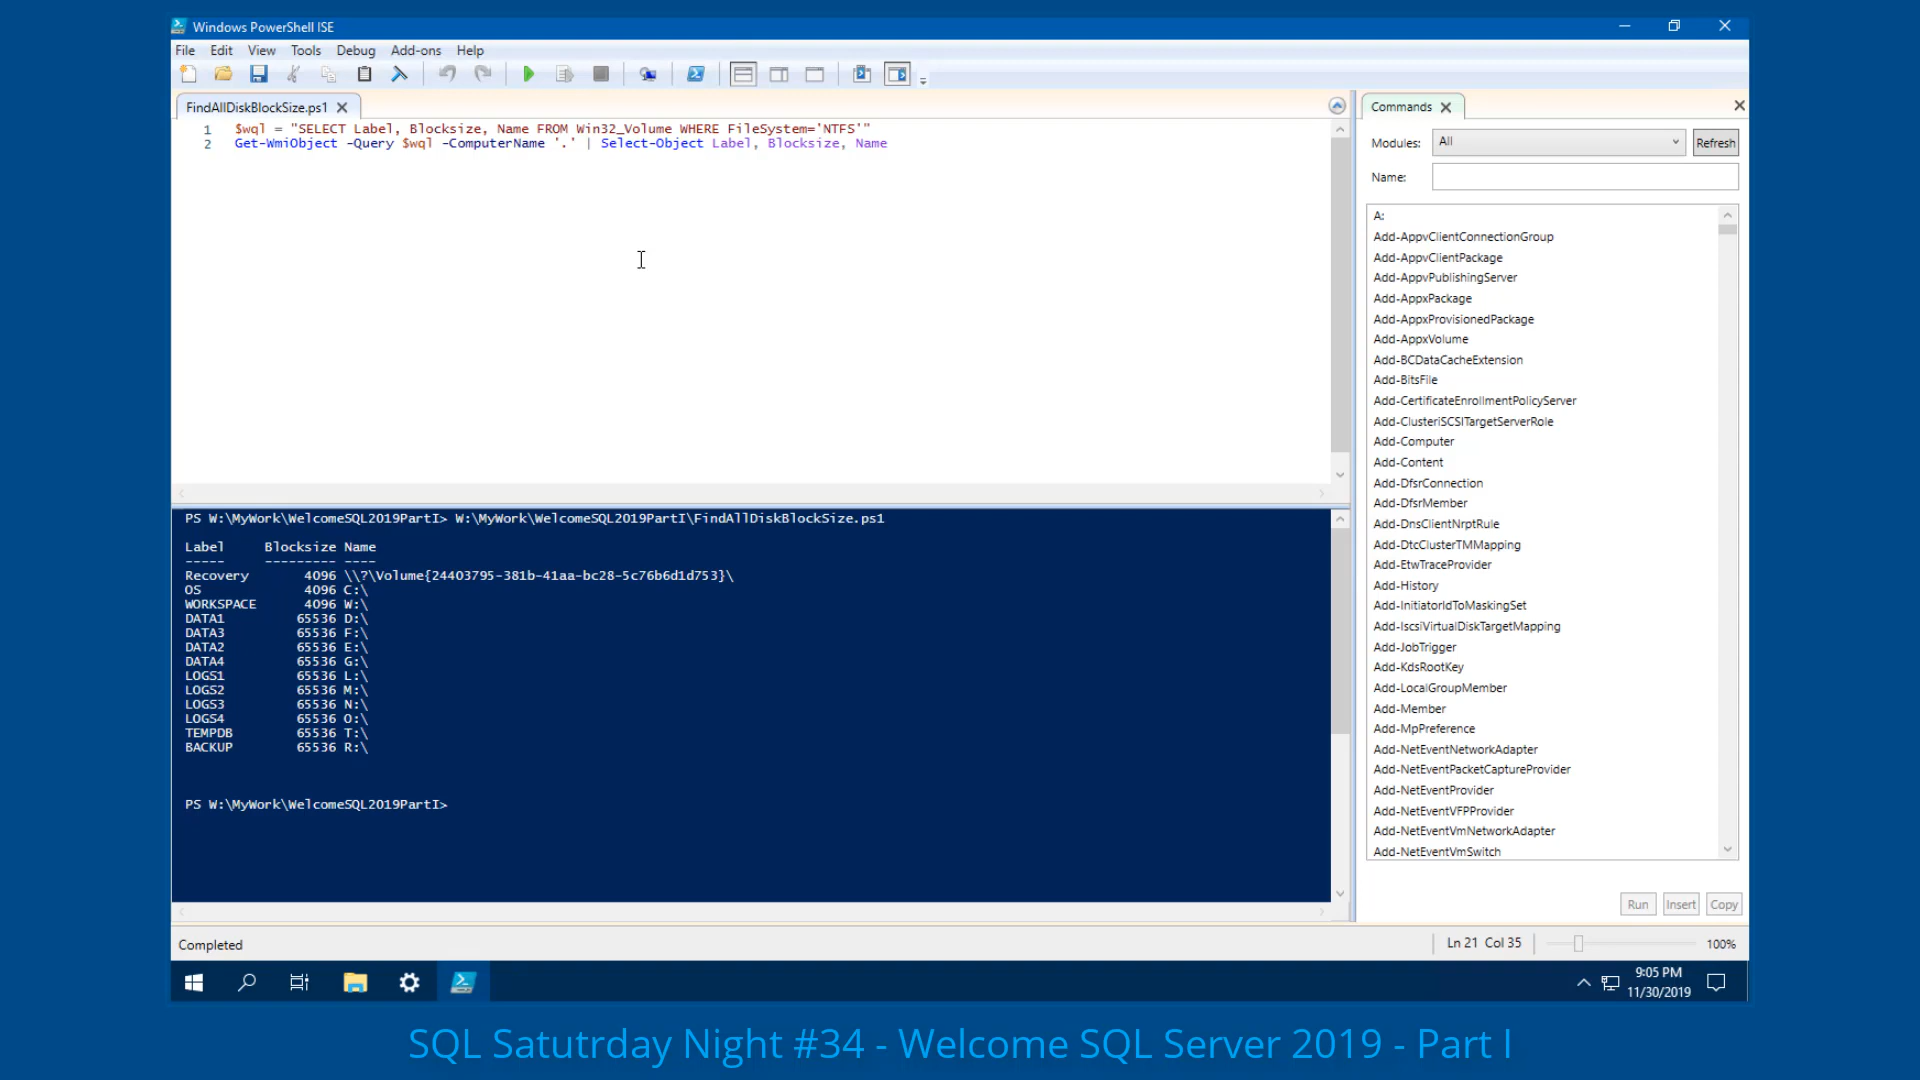 Windows PowerShell ISE
File Edit View Tools Debug Add-ons Help
FindAllDiskBlockSize.ps1
1 $wql = "SELECT Label, Blocksize, Name FROM Win32_Volume WHERE FileSystem='NTFS'"
2 Get-WmiObject -Query $wql -ComputerName '.' | Select-Object Label, Blocksize, Name
PS W:\MyWork\WelcomeSQL2019PartI> W:\MyWork\WelcomeSQL2019PartI\FindAllDiskBlockSize.ps1
Label Blocksize Name
----- --------- ----
Recovery 4096 \\?\Volume{24403795-381b-41aa-bc28-5c76b6d1d753}\
OS 4096 C:\
WORKSPACE 4096 W:\
DATA1 65536 D:\
DATA3 65536 F:\
DATA2 65536 E:\
DATA4 65536 G:\
LOGS1 65536 L:\
LOGS2 65536 M:\
LOGS3 65536 N:\
LOGS4 65536 O:\
TEMPDB 65536 T:\
BACKUP 65536 R:\
PS W:\MyWork\WelcomeSQL2019PartI>
Commands
Modules: All Refresh
Name:
A:
Add-AppvClientConnectionGroup
Add-AppvClientPackage
Add-AppvPublishingServer
Add-AppxPackage
Add-AppxProvisionedPackage
Add-AppxVolume
Add-BCDataCacheExtension
Add-BitsFile
Add-CertificateEnrollmentPolicyServer
Add-ClusteriSCSITargetServerRole
Add-Computer
Add-Content
Add-DfsrConnection
Add-DfsrMember
Add-DnsClientNrptRule
Add-DtcClusterTMMapping
Add-EtwTraceProvider
Add-History
Add-InitiatorIdToMaskingSet
Add-IscsiVirtualDiskTargetMapping
Add-JobTrigger
Add-KdsRootKey
Add-LocalGroupMember
Add-Member
Add-MpPreference
Add-NetEventNetworkAdapter
Add-NetEventPacketCaptureProvider
Add-NetEventProvider
Add-NetEventVFPProvider
Add-NetEventVmNetworkAdapter
Add-NetEventVmSwitch
Run Insert Copy
Completed
Ln 21 Col 35
100%
9:05 PM
11/30/2019
SQL Satutrday Night #34 - Welcome SQL Server 2019 - Part I